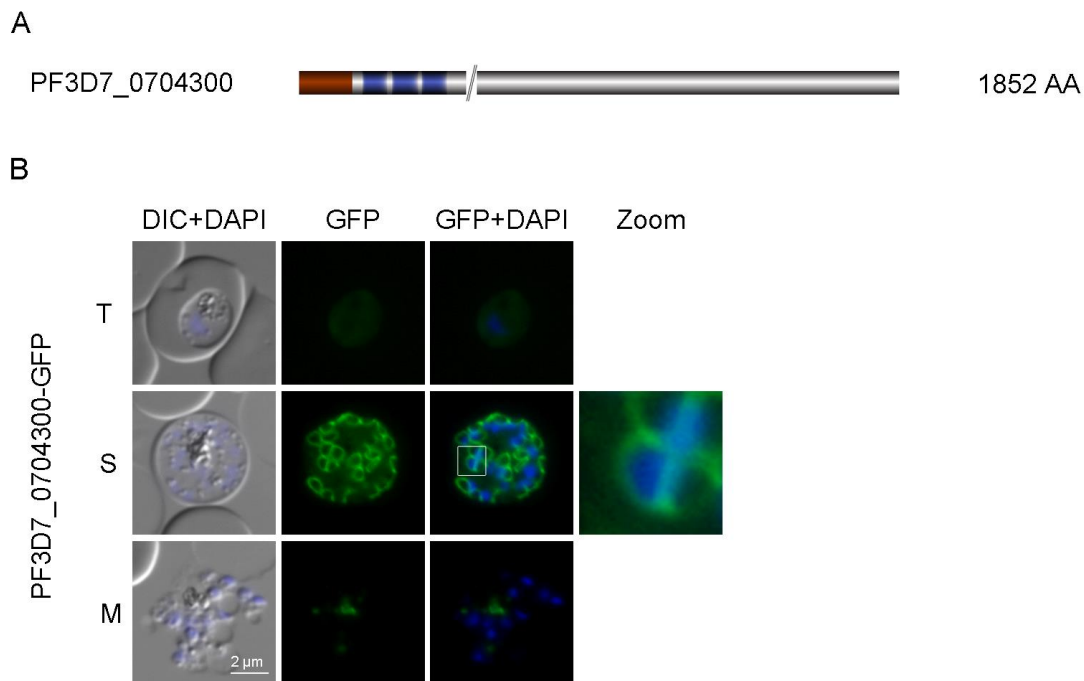 A
PF3D7_0704300
1852 AA
B
DIC+DAPI GFP GFP+DAPI Zoom
PF3D7_0704300-GFP
T
S
M
2 µm